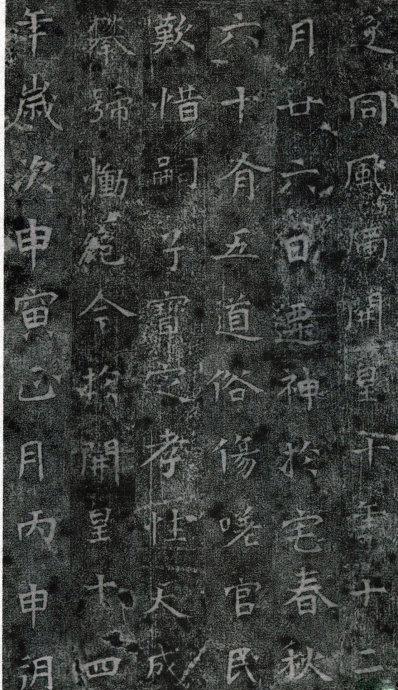 同風燭開皇十年十二
月廿六日遷神於宅春秋
六十有五道俗傷嗟官民
歎惜嗣子寶定孝性天成
攀號慟今於開皇十四
年歲次甲寅正月丙申朔